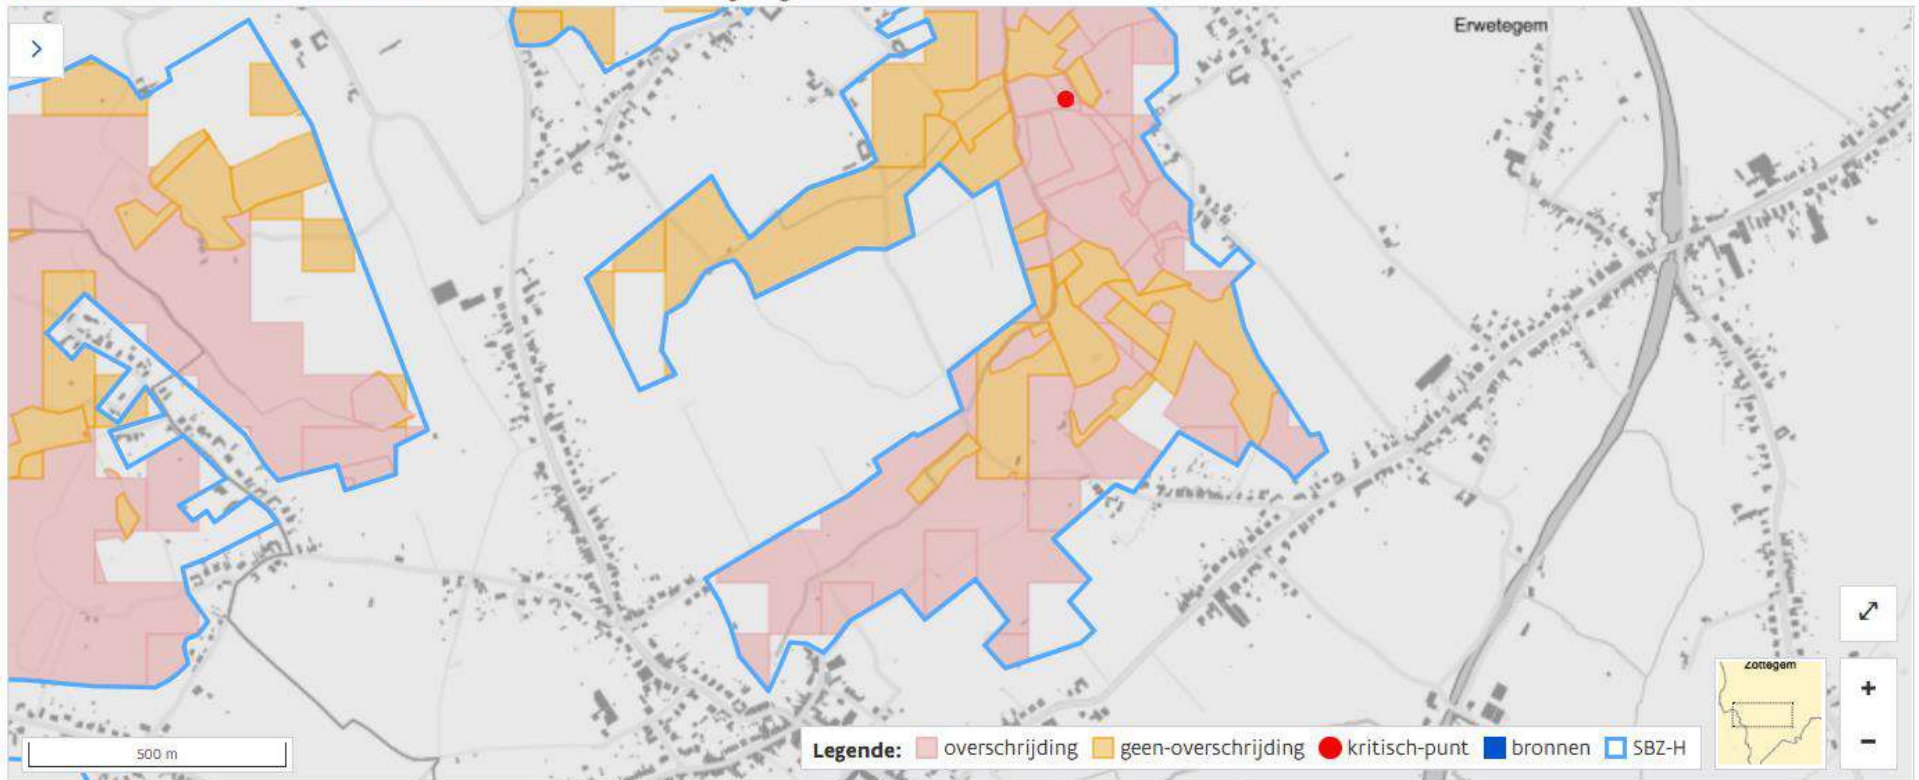 Erwetegem
Zottegem
500 m
Legende: overschrijding geen-overschrijding kritisch-punt bronnen SBZ-H